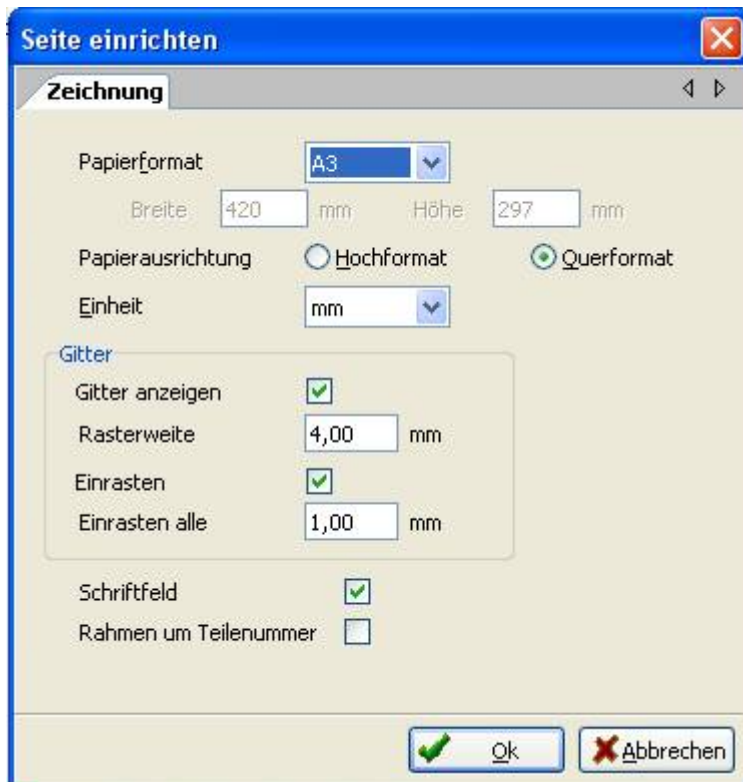 Seite einrichten
Zeichnung
Papierformat A3
Breite 420 mm Höhe 297 mm
Papierausrichtung Hochformat Querformat
Einheit mm
Gitter
Gitter anzeigen
Rasterweite 4,00 mm
Einrasten
Einrasten alle 1,00 mm
Schriftfeld
Rahmen um Teilenummer
Ok Abbrechen